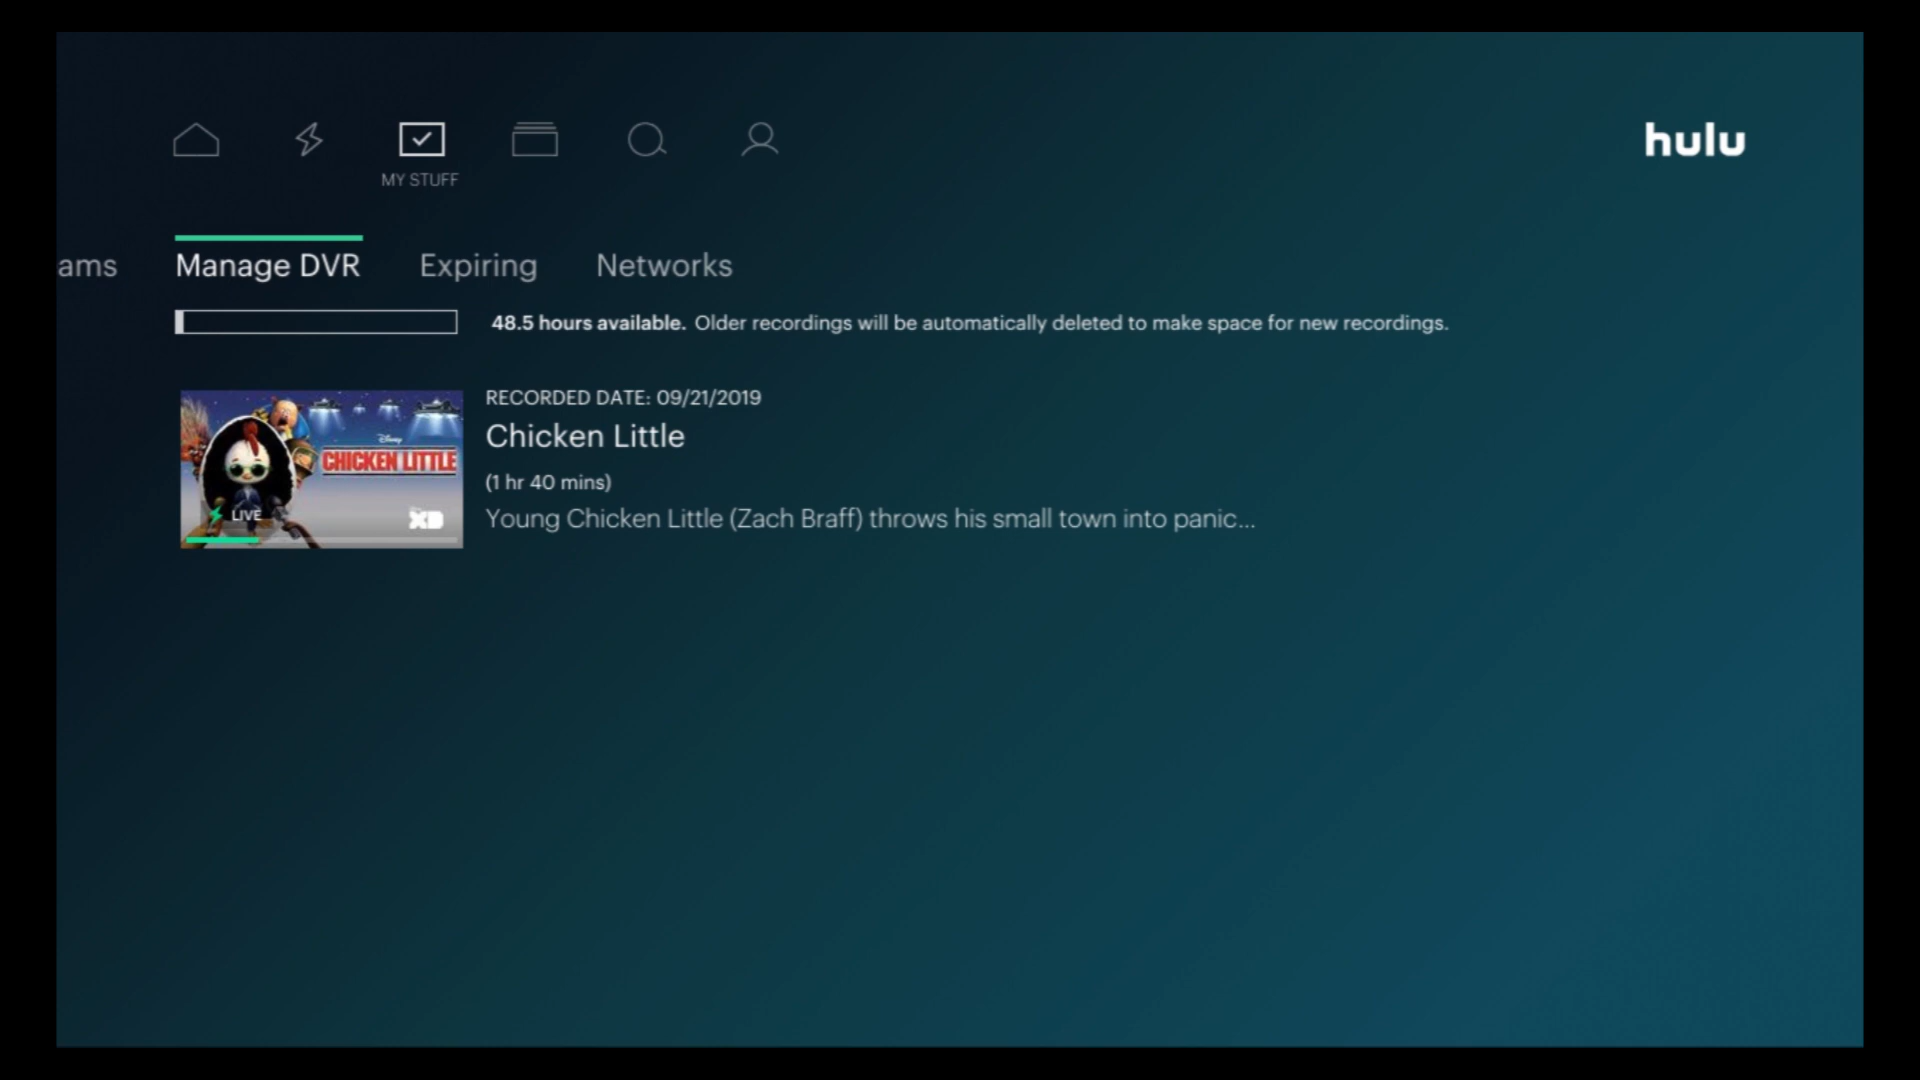 hulu
MY STUFF
ams Manage DVR Expiring Networks
48.5 hours available. Older recordings will be automatically deleted to make space for new recordings.
RECORDED DATE: 09/21/2019
Chicken Little
(1 hr 40 mins)
Young Chicken Little (Zach Braff) throws his small town into panic...
Disney
CHICKEN LITTLE
LIVE
XD